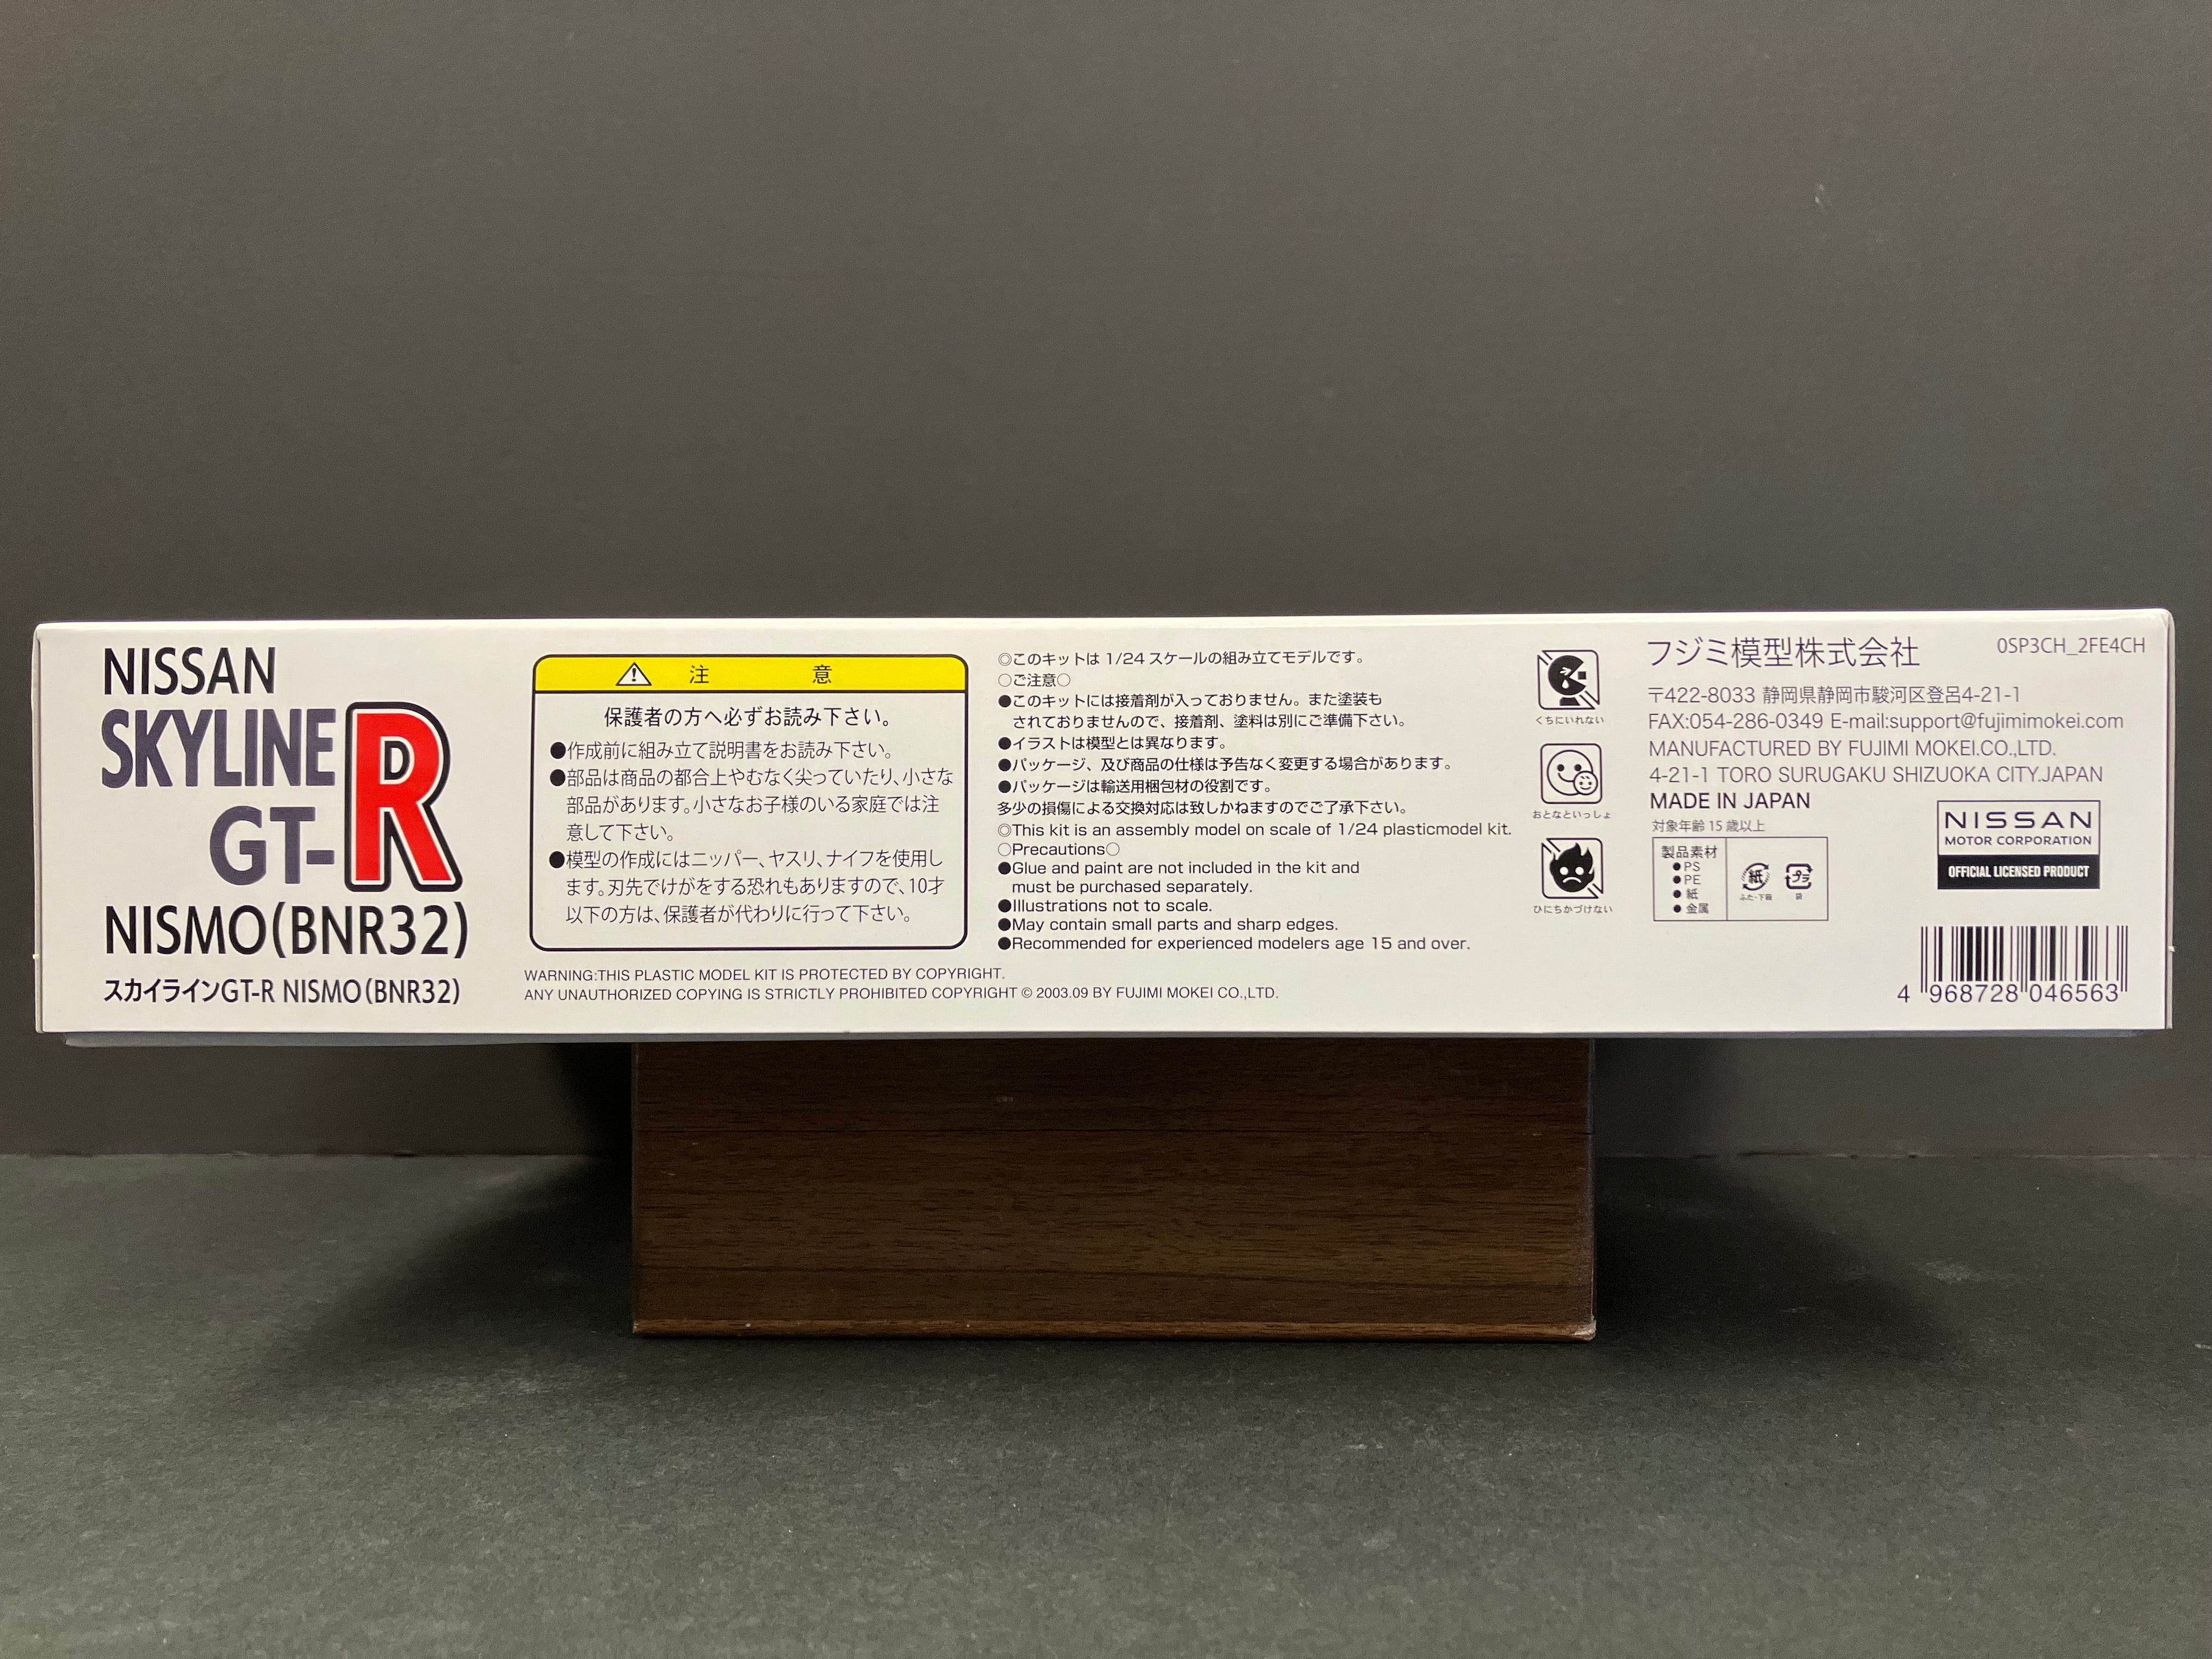 NISSAN
SKYLINE
GT-R
NISMO(BNR32)
スカイラインGT-R NISMO(BNR32)
注 意
保護者の方へ必ずお読み下さい。
●作成前に組み立て説明書をお読み下さい。
●部品は商品の都合上やむなく尖っていたり、小さな
部品があります。小さなお子様のいる家庭では注
意して下さい。
●模型の作成にはニッパー、ヤスリ、ナイフを使用し
ます。刃先でけがをする恐れもありますので、10才
以下の方は、保護者が代わりに行って下さい。
WARNING:THIS PLASTIC MODEL KIT IS PROTECTED BY COPYRIGHT.
ANY UNAUTHORIZED COPYING IS STRICTLY PROHIBITED COPYRIGHT © 2003.09 BY FUJIMI MOKEI CO.,LTD.
◎このキットは 1/24 スケールの組み立てモデルです。
○ご注意○
●このキットには接着剤が入っておりません。また塗装も
されておりませんので、接着剤、塗料は別にご準備下さい。
●イラストは模型とは異なります。
●パッケージ、及び商品の仕様は予告なく変更する場合があります。
●パッケージは輸送用梱包材の役割です。
多少の損傷による交換対応は致しかねますのでご了承下さい。
◎This kit is an assembly model on scale of 1/24 plasticmodel kit.
○Precautions○
●Glue and paint are not included in the kit and
must be purchased separately.
●Illustrations not to scale.
●May contain small parts and sharp edges.
●Recommended for experienced modelers age 15 and over.
くちにいれない
おとなといっしょ
ひにちかづけない
フジミ模型株式会社
0SP3CH_2FE4CH
〒422-8033 静岡県静岡市駿河区登呂4-21-1
FAX:054-286-0349 E-mail:support@fujimimokei.com
MANUFACTURED BY FUJIMI MOKEI.CO.,LTD.
4-21-1 TORO SURUGAKU SHIZUOKA CITY.JAPAN
MADE IN JAPAN
対象年齢 15 歳以上
製品素材
●PS
●PE
●紙
●金属
紙
ふた・下箱
プラ
袋
NISSAN
MOTOR CORPORATION
OFFICIAL LICENSED PRODUCT
4 968728 046563